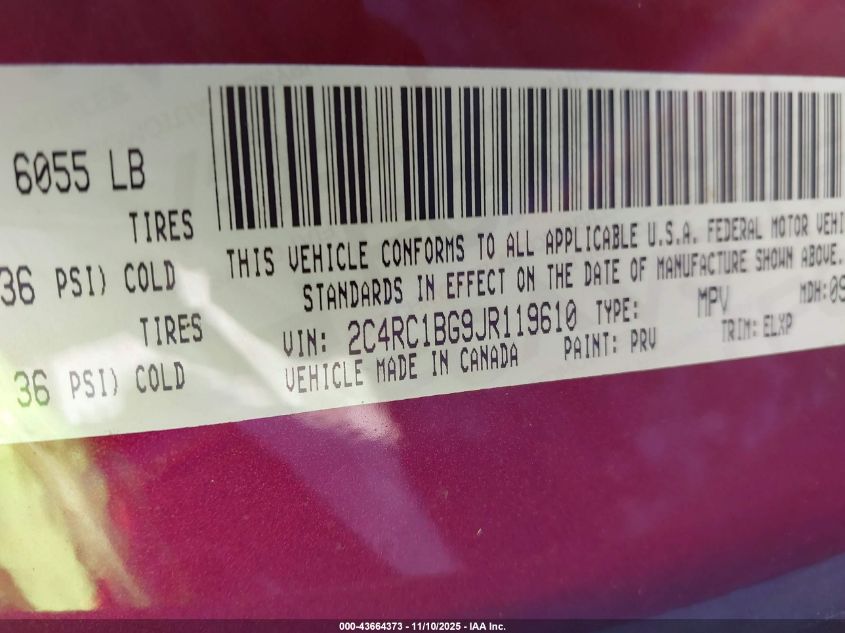 6055 LB
TIRES
36 PSI) COLD
TIRES
36 PSI) COLD
THIS VEHICLE CONFORMS TO ALL APPLICABLE U.S.A. FEDERAL MOTOR VEHI
STANDARDS IN EFFECT ON THE DATE OF MANUFACTURE SHOWN ABOVE.
VIN: 2C4RC1BG9JR119610 TYPE: MPV MDH:09
VEHICLE MADE IN CANADA PAINT: PRV TRIM: ELXP
000-43664373 - 11/10/2025 - IAA Inc.